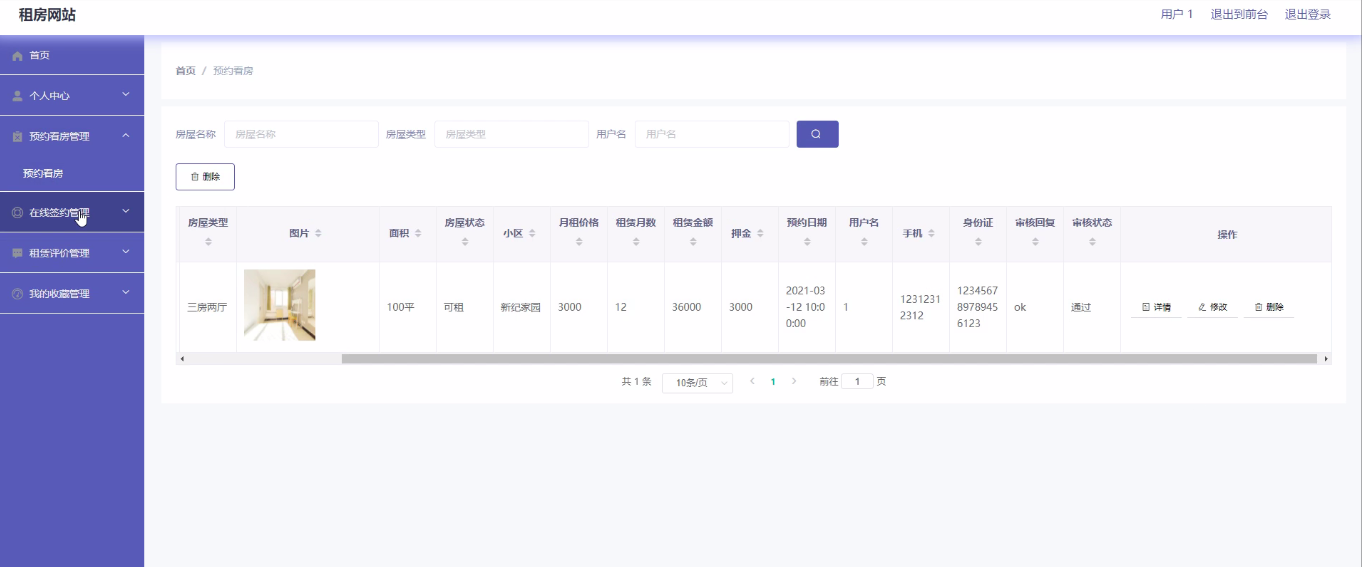 租房网站
用户 1 退出到前台 退出登录
首页
个人中心
预约看房管理
预约看房
在线签约管理
租赁评价管理
我的收藏管理
首页 / 预约看房
房屋名称 房屋名称 房屋类型 房屋类型 用户名 用户名
删除
房屋类型 图片 面积 房屋状态 小区 月租价格 租赁月数 租赁金额 押金 预约日期 用户名 手机 身份证 审核回复 审核状态 操作
三房两厅 100平 可租 新纪家园 3000 12 36000 3000 2021-03-12 10:00:00 1 12312312312 123456789789456123 ok 通过 详情 修改 删除
共 1 条 10条/页 1 前往 1 页